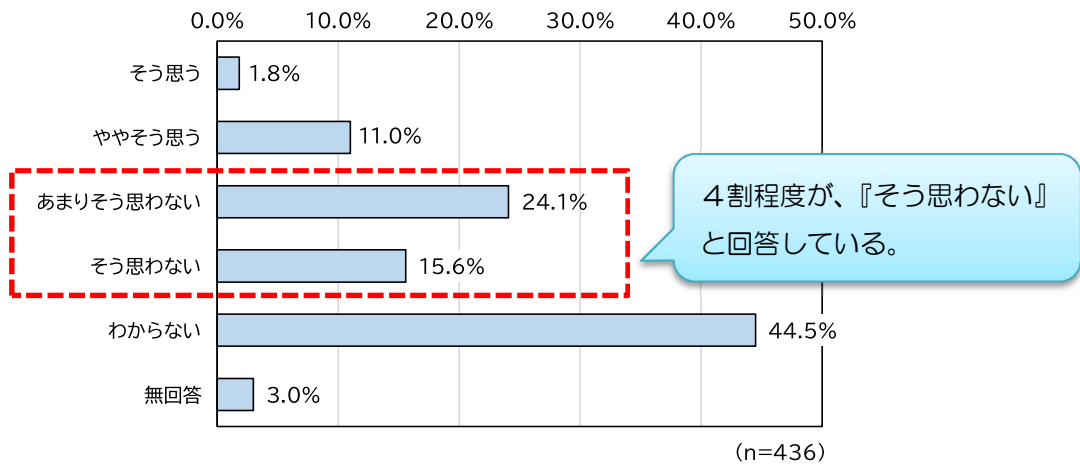 0.0% 10.0% 20.0% 30.0% 40.0% 50.0%
そう思う 1.8%
ややそう思う 11.0%
あまりそう思わない 24.1%
そう思わない 15.6%
わからない 44.5%
無回答 3.0%
４割程度が、『そう思わない』
と回答している。
（n=436）